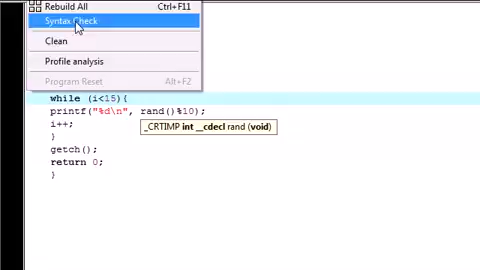 Rebuild All Ctrl+F11
Syntax Check
Clean
Profile analysis
Program Reset Alt+F2
while (i<15){
printf("%d\n", rand()%10);
i++;
_CRTIMP int __cdecl rand (void)
}
getch();
return 0;
}